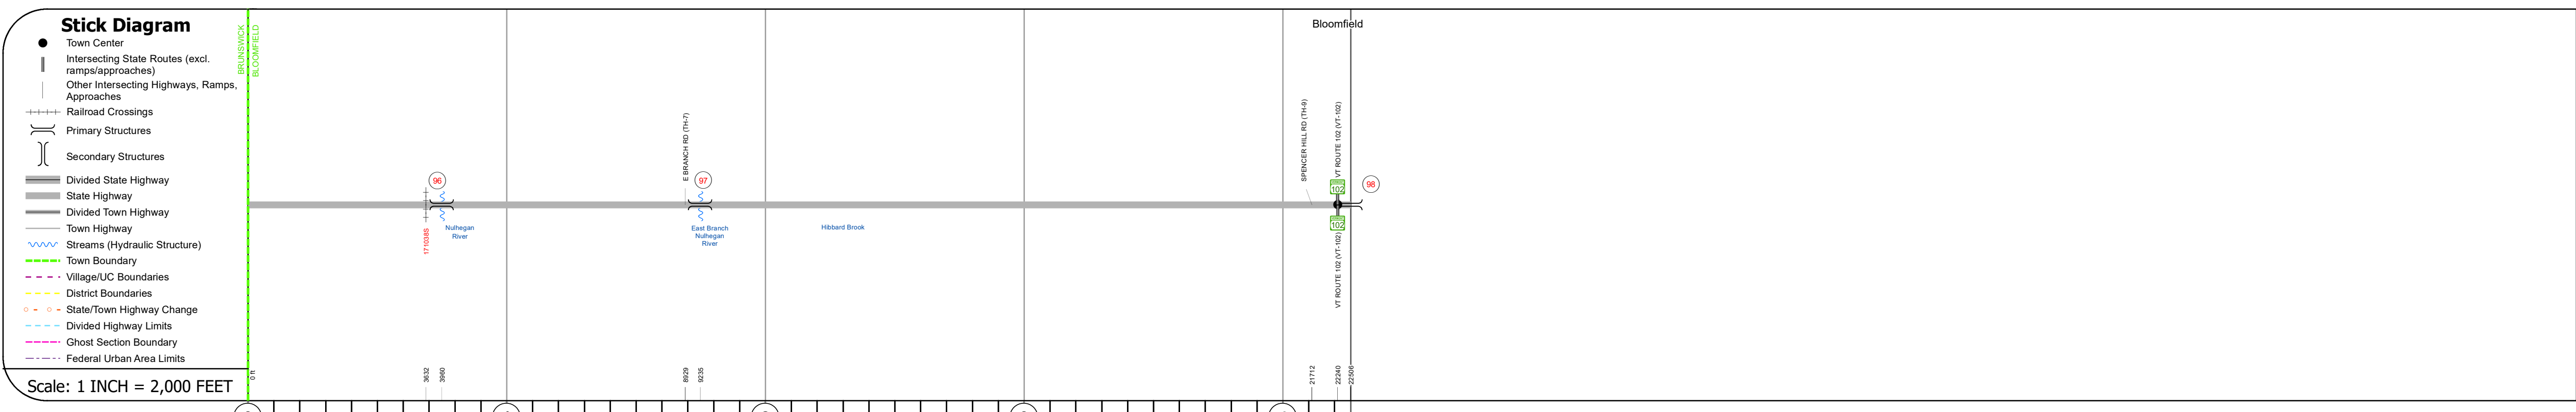 Stick Diagram
Town Center
Intersecting State Routes (excl.
ramps/approaches)
Other Intersecting Highways, Ramps,
Approaches
Railroad Crossings
Primary Structures
Secondary Structures
Divided State Highway
State Highway
Divided Town Highway
Town Highway
Streams (Hydraulic Structure)
Town Boundary
Village/UC Boundaries
District Boundaries
State/Town Highway Change
Divided Highway Limits
Ghost Section Boundary
Federal Urban Area Limits
Scale: 1 INCH = 2,000 FEET
BRUNSWICK
BLOOMFIELD
0 ft
96
171038S
Nulhegan
River
3632
3960
E BRANCH RD (TH-7)
97
East Branch
Nulhegan
River
8929
9235
Hibbard Brook
Bloomfield
SPENCER HILL RD (TH-9)
VT ROUTE 102 (VT-102)
102
98
102
VT ROUTE 102 (VT-102)
21712
22240
22506